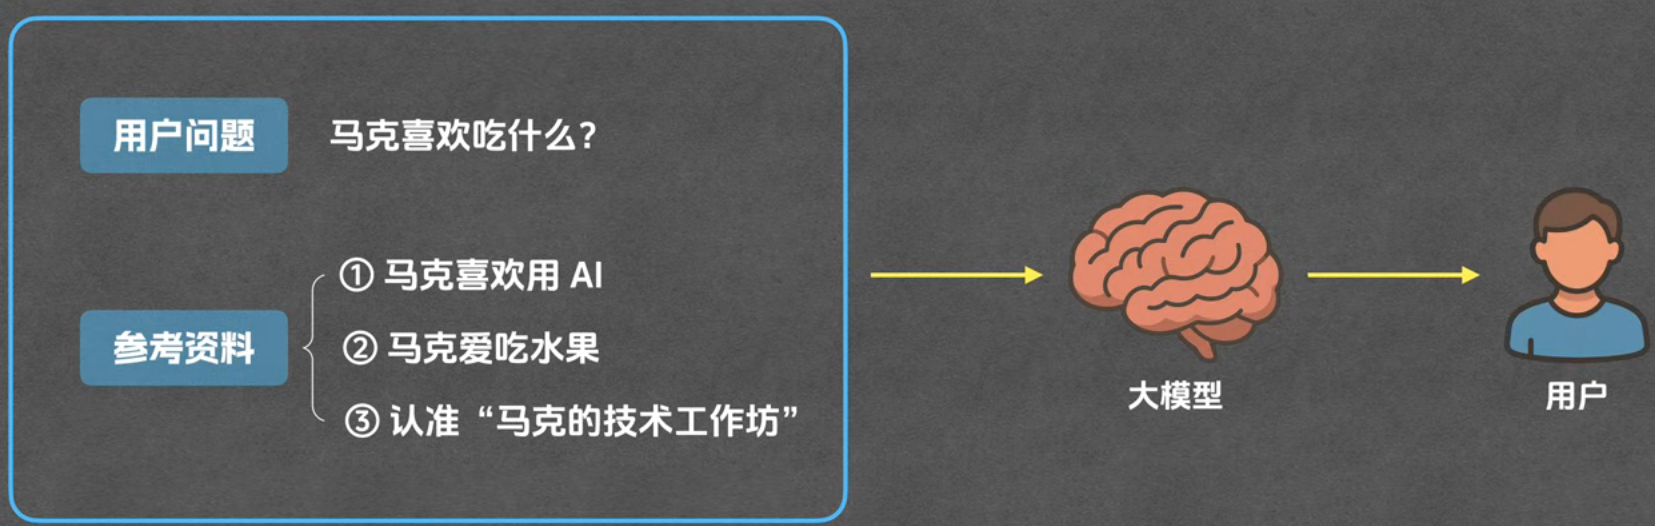 用户问题
马克喜欢吃什么?
参考资料
① 马克喜欢用 AI
② 马克爱吃水果
③ 认准“马克的技术工作坊”
大模型
用户